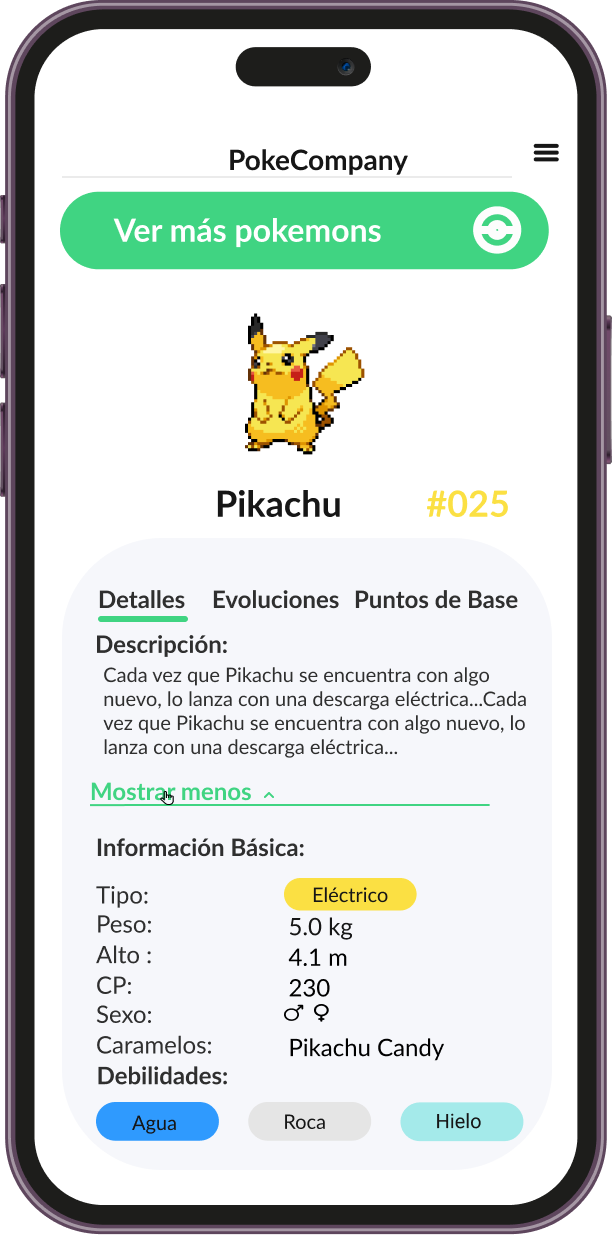 PokeCompany
Ver más pokemons
Pikachu #025
Detalles Evoluciones Puntos de Base
Descripción:
Cada vez que Pikachu se encuentra con algo
nuevo, lo lanza con una descarga eléctrica...Cada
vez que Pikachu se encuentra con algo nuevo, lo
lanza con una descarga eléctrica...
Mostrar menos
Información Básica:
Tipo: Eléctrico
Peso: 5.0 kg
Alto : 4.1 m
CP: 230
Sexo: ♂ ♀
Caramelos: Pikachu Candy
Debilidades:
Agua Roca Hielo